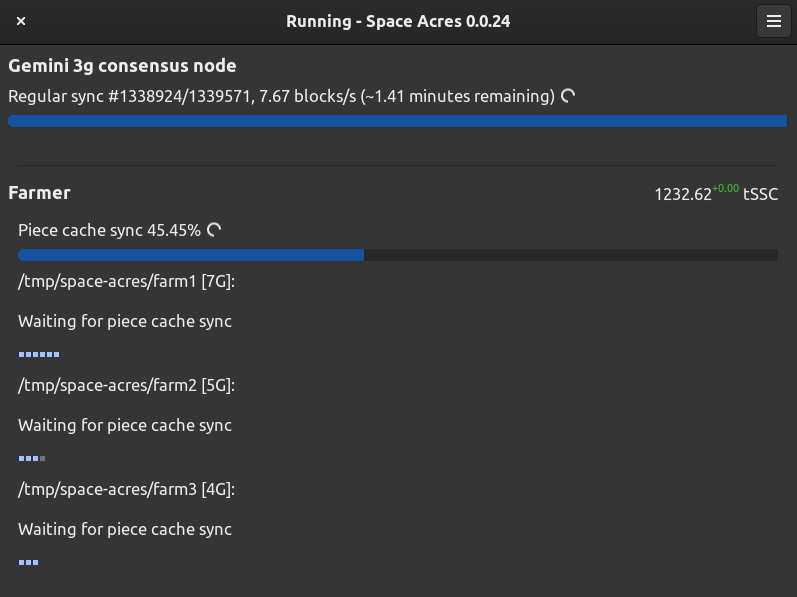 Running - Space Acres 0.0.24
Gemini 3g consensus node
Regular sync #1338924/1339571, 7.67 blocks/s (~1.41 minutes remaining)
Farmer
1232.62+0.00 tSSC
Piece cache sync 45.45%
/tmp/space-acres/farm1 [7G]:
Waiting for piece cache sync
/tmp/space-acres/farm2 [5G]:
Waiting for piece cache sync
/tmp/space-acres/farm3 [4G]:
Waiting for piece cache sync